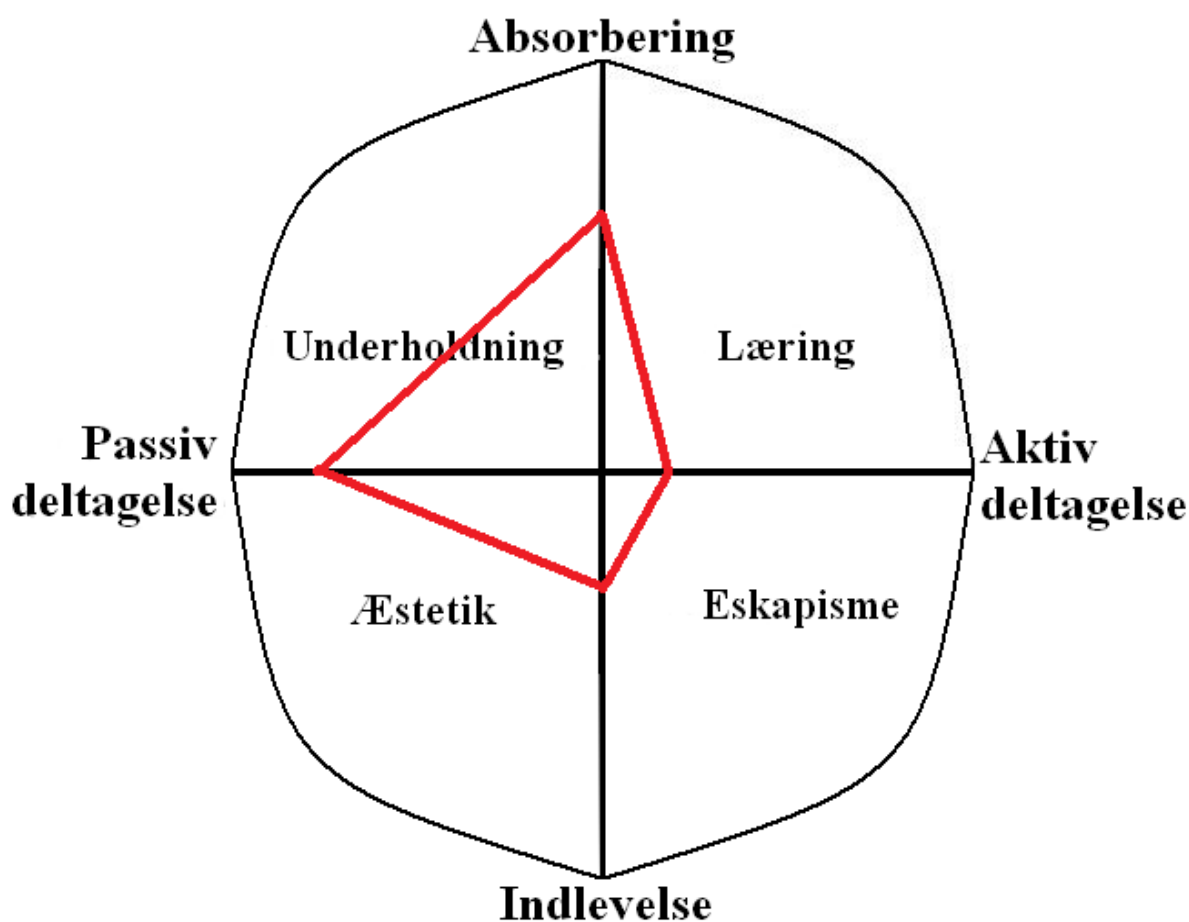 Absorbering
Underholdning
Læring
Passiv
deltagelse
Aktiv
deltagelse
Æstetik
Eskapisme
Indlevelse